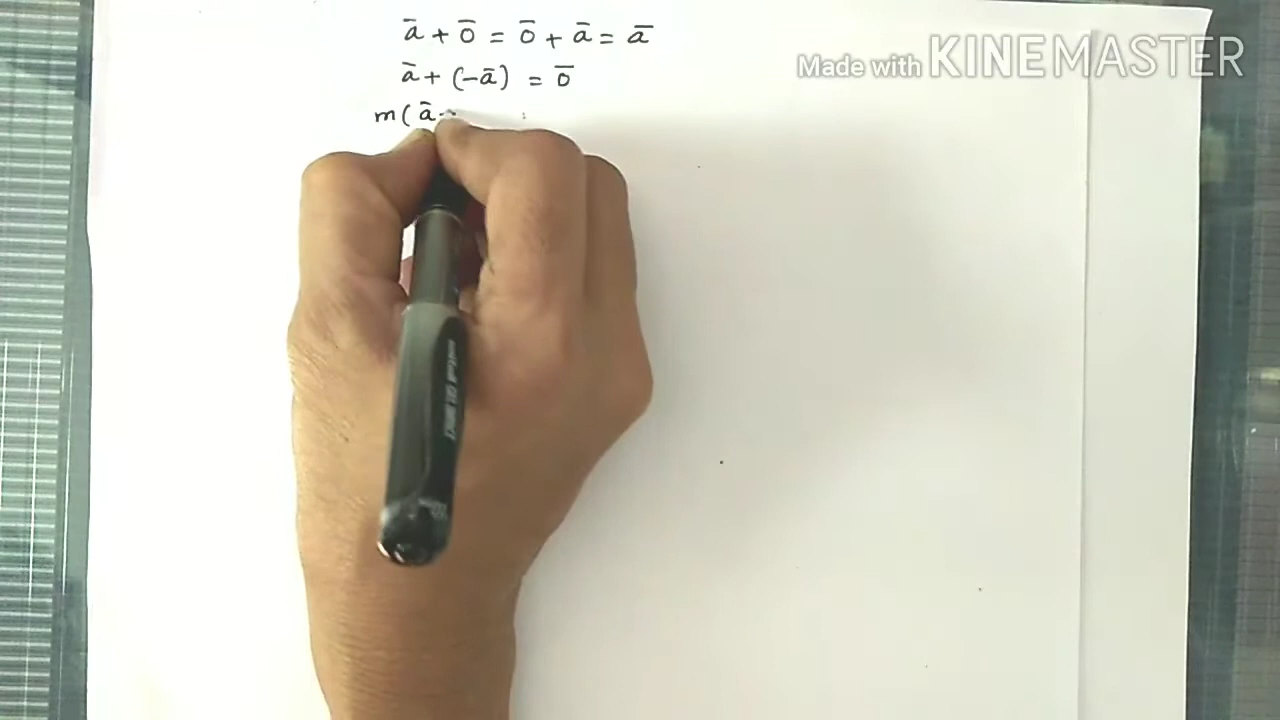 ā + ō = ō + ā = ā
Made with KINEMASTER
ā + (-ā) = ō
m( ā